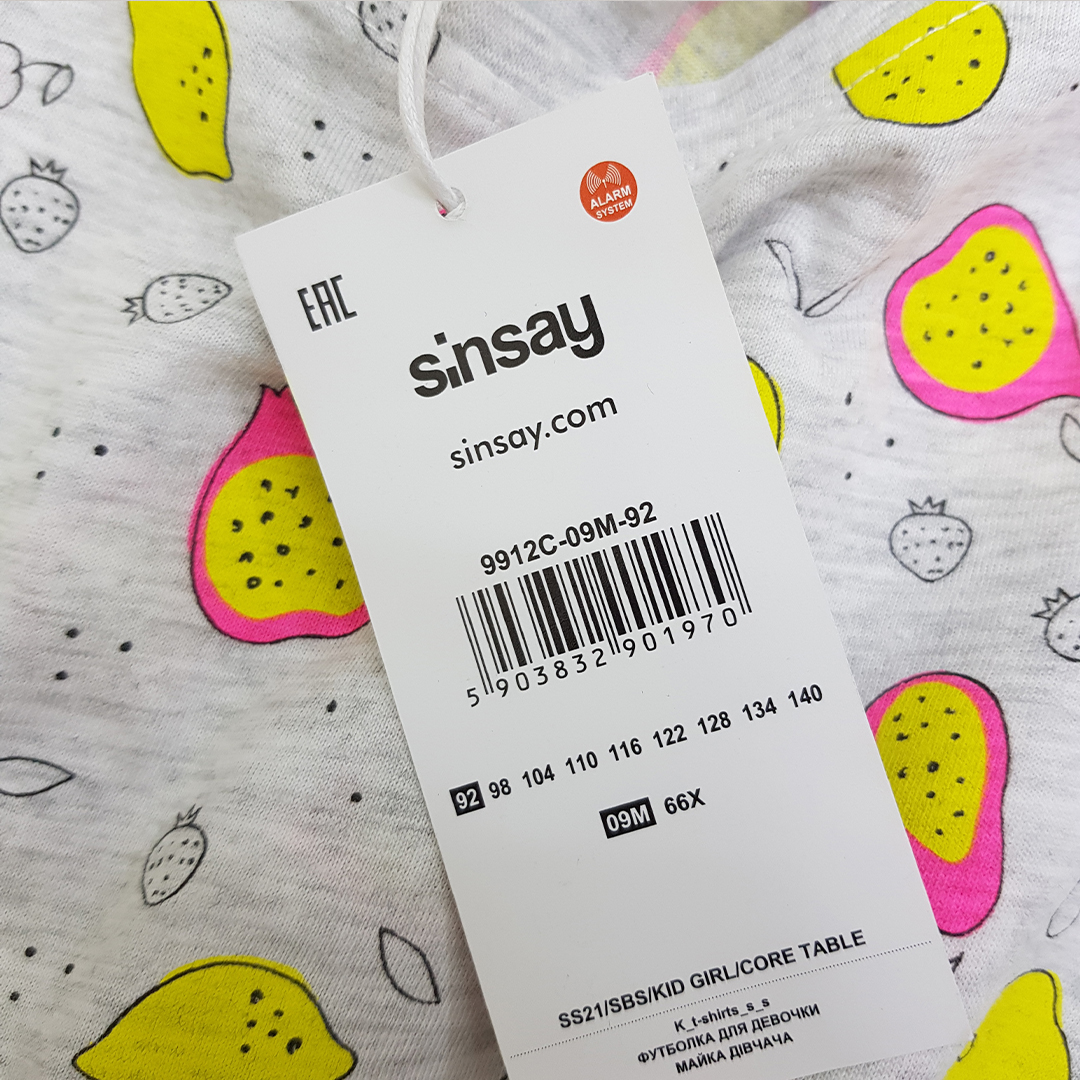 ALARM
SYSTEM
EAC
sinsay
sinsay.com
9912C-09M-92
5 903832 901970
92 98 104 110 116 122 128 134 140
09M 66X
SS21/SBS/KID GIRL/CORE TABLE
K_t-shirts_s_s
ФУТБОЛКА ДЛЯ ДЕВОЧКИ
МАЙКА ДІВЧАЧА